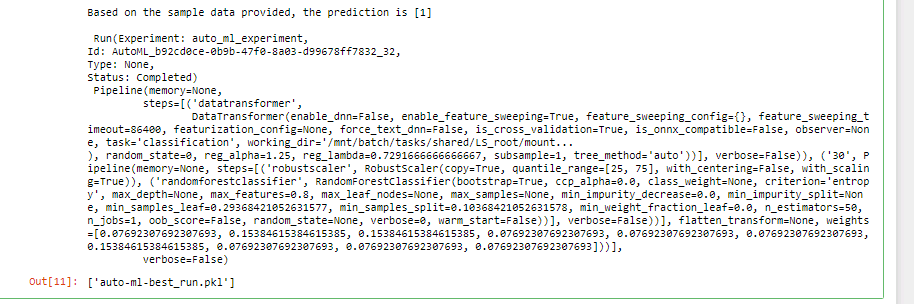 Based on the sample data provided, the prediction is [1]
Run(Experiment: auto_ml_experiment,
Id: AutoML_b92cd0ce-0b9b-47f0-8a03-d99678ff7832_32,
Type: None,
Status: Completed)
Pipeline(memory=None,
steps=[('datatransformer',
DataTransformer(enable_dnn=False, enable_feature_sweeping=True, feature_sweeping_config={}, feature_sweeping_t
imeout=86400, featurization_config=None, force_text_dnn=False, is_cross_validation=True, is_onnx_compatible=False, observer=Non
e, task='classification', working_dir='/mnt/batch/tasks/shared/LS_root/mount...
), random_state=0, reg_alpha=1.25, reg_lambda=0.7291666666666667, subsample=1, tree_method='auto'))], verbose=False)), ('30', P
ipeline(memory=None, steps=[('robustscaler', RobustScaler(copy=True, quantile_range=[25, 75], with_centering=False, with_scalin
g=True)), ('randomforestclassifier', RandomForestClassifier(bootstrap=True, ccp_alpha=0.0, class_weight=None, criterion='entrop
y', max_depth=None, max_features=0.8, max_leaf_nodes=None, max_samples=None, min_impurity_decrease=0.0, min_impurity_split=Non
e, min_samples_leaf=0.29368421052631577, min_samples_split=0.10368421052631578, min_weight_fraction_leaf=0.0, n_estimators=50,
n_jobs=1, oob_score=False, random_state=None, verbose=0, warm_start=False))], verbose=False))], flatten_transform=None, weights
=[0.07692307692307693, 0.15384615384615385, 0.15384615384615385, 0.07692307692307693, 0.07692307692307693, 0.07692307692307693,
0.15384615384615385, 0.07692307692307693, 0.07692307692307693, 0.07692307692307693]))],
verbose=False)
Out[11]: ['auto-ml-best_run.pkl']